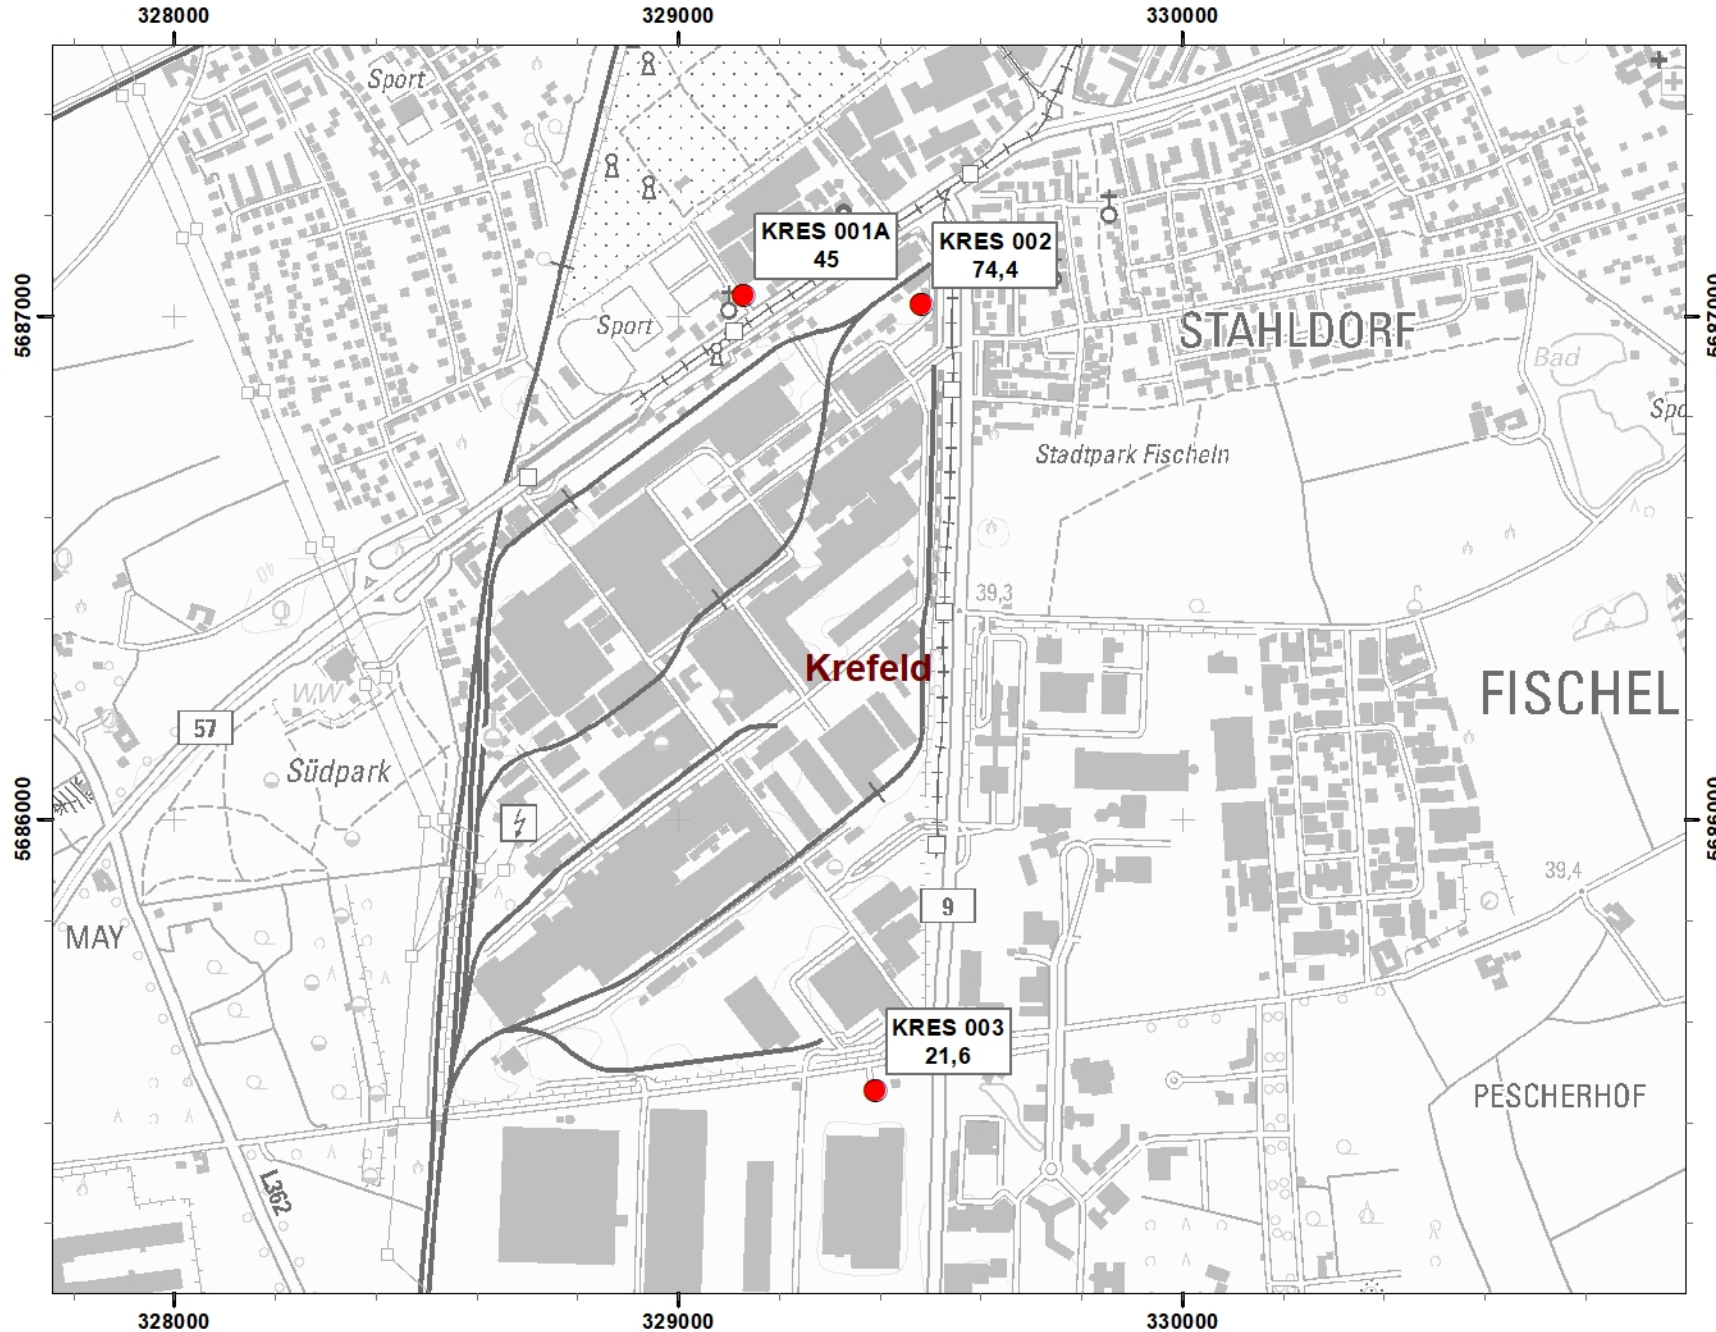 328000
329000
330000
Sport
KRES 001A
45
KRES 002
74,4
5687000
5687000
Sport
STAHLDORF
Bad
Spo
Stadtpark Fischeln
40
39,3
Krefeld
WW
57
FISCHEL
Südpark
5686000
5686000
39,4
9
MAY
KRES 003
21,6
PESCHERHOF
L362
328000
329000
330000